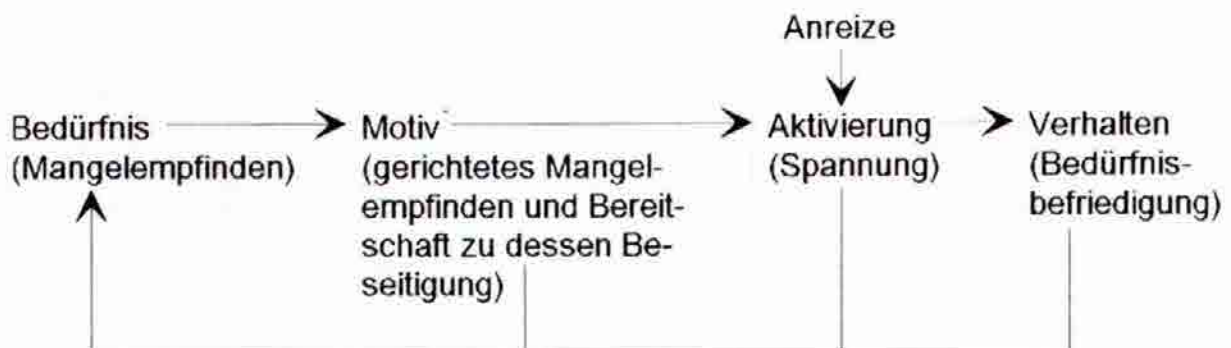 Anreize
Bedürfnis
(Mangelempfinden)
Motiv
(gerichtetes Mangel-
empfinden und Bereit-
schaft zu dessen Be-
seitigung)
Aktivierung
(Spannung)
Verhalten
(Bedürfnis-
befriedigung)